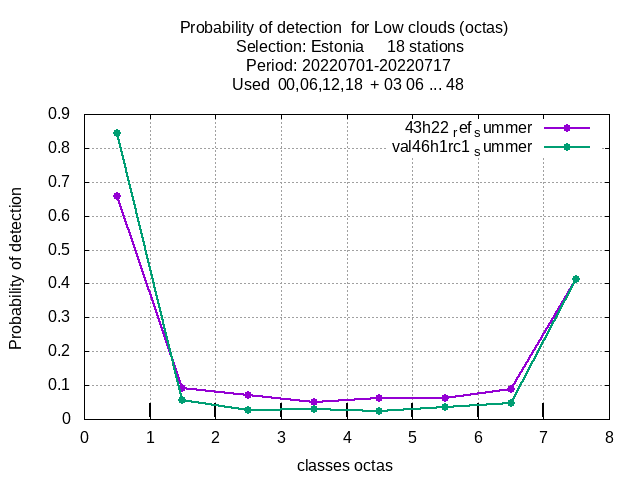 Probability of detection  for Low clouds (octas)
Selection: Estonia     18 stations
Period: 20220701-20220717
Used  00,06,12,18  + 03 06 ... 48
43h22 ref summer
val46h1rc1 summer
Probability of detection
0.9
0.8
0.7
0.6
0.5
0.4
0.3
0.2
0.1
0
0 1 2 3 4 5 6 7 8
classes octas